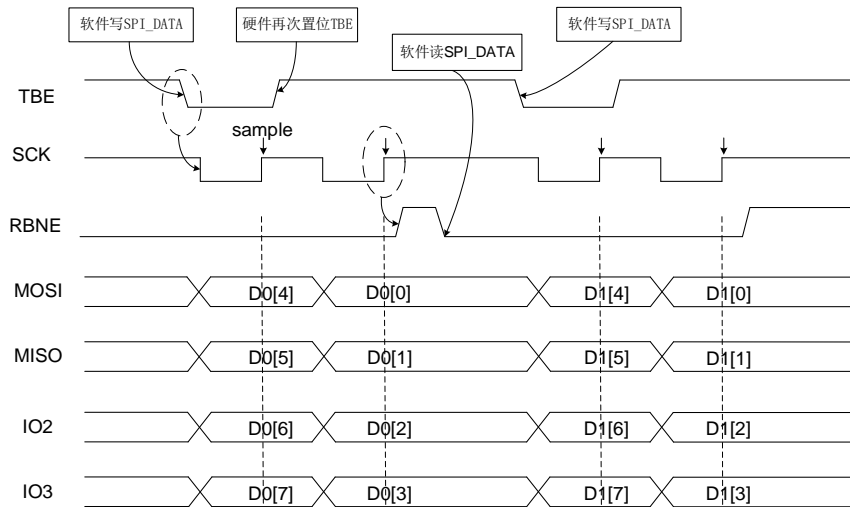 软件写SPI_DATA
硬件再次置位TBE
软件写SPI_DATA
软件读SPI_DATA
TBE
sample
SCK
RBNE
MOSI D0[4] D0[0] D1[4] D1[0]
MISO D0[5] D0[1] D1[5] D1[1]
IO2 D0[6] D0[2] D1[6] D1[2]
IO3 D0[7] D0[3] D1[7] D1[3]